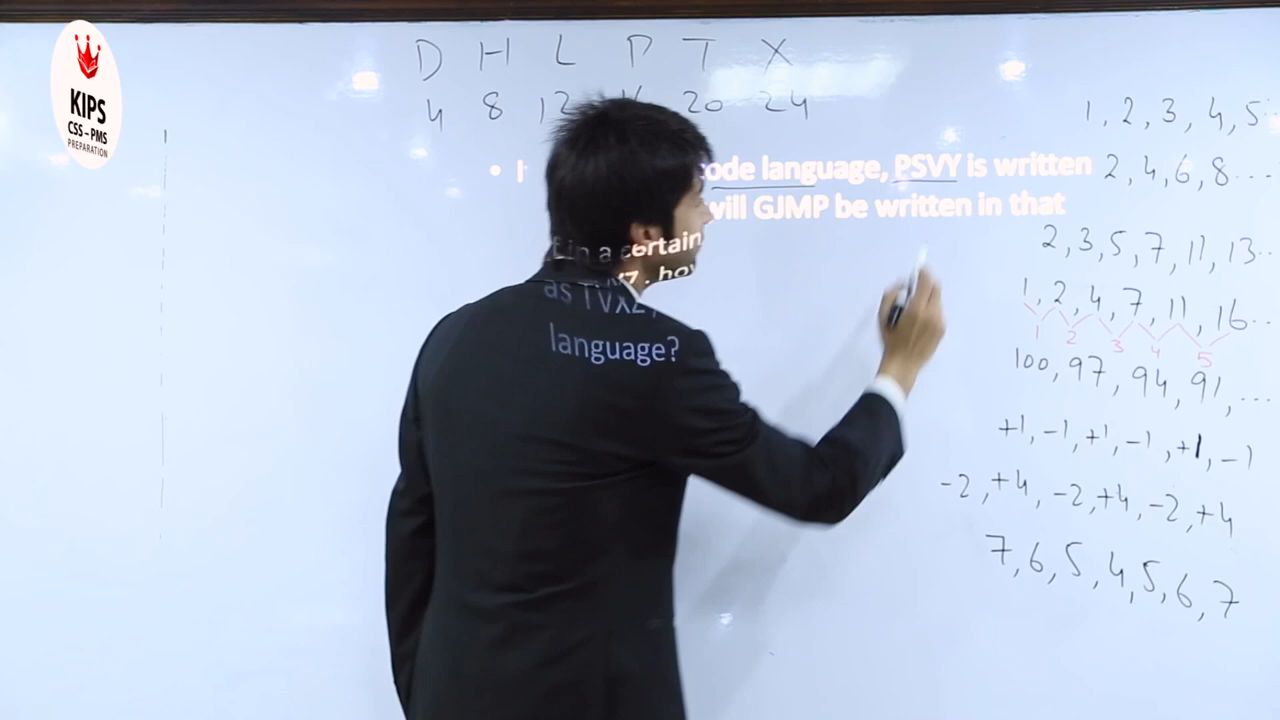 KIPS
CSS – PMS
PREPARATION
D H L P T X
4 8 12 20 24
code language, PSVY is written
will GJMP be written in that
in a certain
as TVXZ,
language?
1, 2, 3, 4, 5..
2, 4, 6, 8....
2, 3, 5, 7, 11, 13..
1, 2, 4, 7, 11, 16..
1 2 3 4 5
100, 97, 94, 91, ...
+1, -1, +1, -1, +1, -1
-2, +4, -2, +4, -2, +4
7, 6, 5, 4, 5, 6, 7